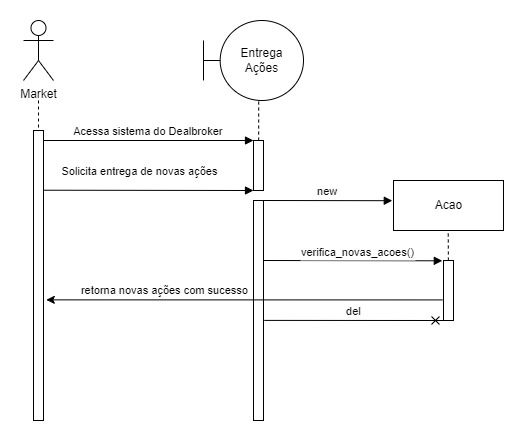 Entrega
Ações
Market
Acessa sistema do Dealbroker
Solicita entrega de novas ações
new
Acao
verifica_novas_acoes()
retorna novas ações com sucesso
del